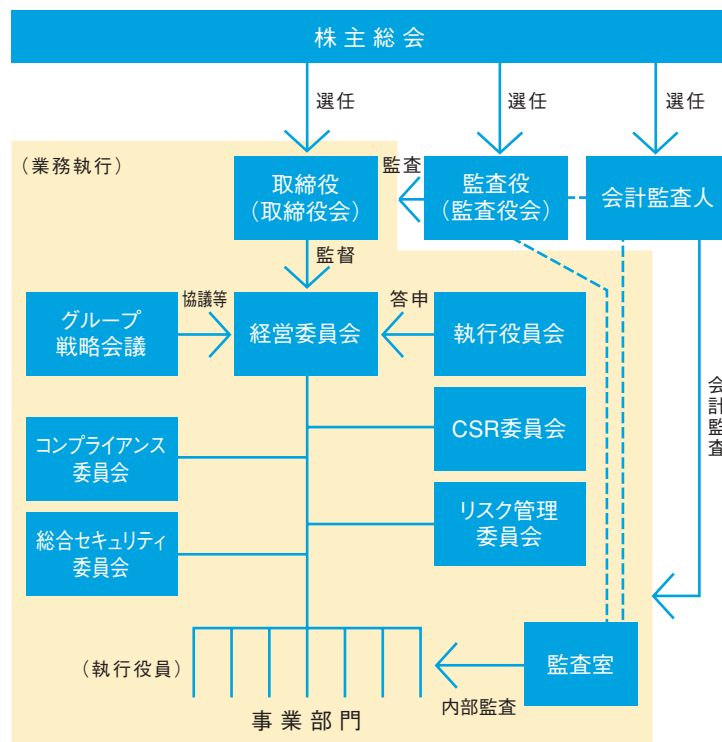 株主総会
選任
選任
選任
（業務執行）
取締役
（取締役会）
監査
監査役
（監査役会）
会計監査人
監督
グループ
戦略会議
協議等
経営委員会
答申
執行役員会
会計監査
コンプライアンス
委員会
CSR委員会
総合セキュリティ
委員会
リスク管理
委員会
（執行役員）
監査室
内部監査
事業部門